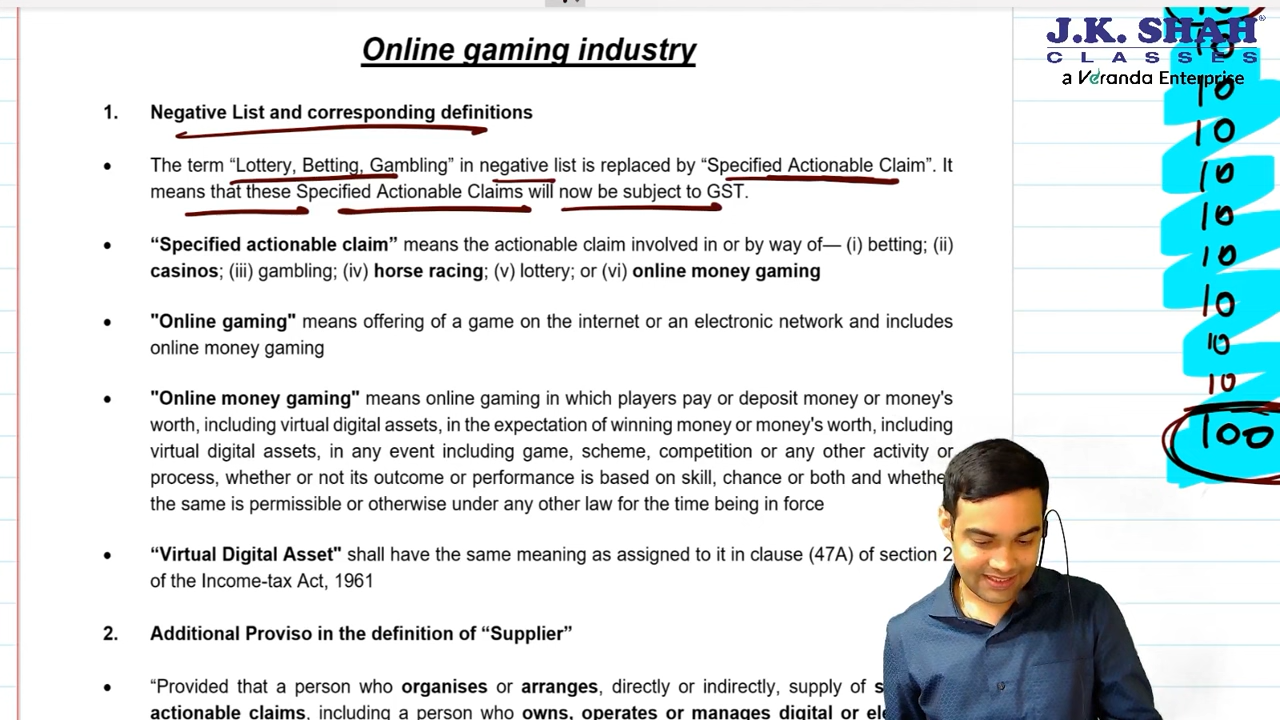 Online gaming industry
J.K. SHAH®
CLASSES
a Veranda Enterprise
1. Negative List and corresponding definitions
• The term “Lottery, Betting, Gambling” in negative list is replaced by “Specified Actionable Claim”. It
means that these Specified Actionable Claims will now be subject to GST.
• “Specified actionable claim” means the actionable claim involved in or by way of— (i) betting; (ii)
casinos; (iii) gambling; (iv) horse racing; (v) lottery; or (vi) online money gaming
• "Online gaming" means offering of a game on the internet or an electronic network and includes
online money gaming
• "Online money gaming" means online gaming in which players pay or deposit money or money's
worth, including virtual digital assets, in the expectation of winning money or money's worth, including
virtual digital assets, in any event including game, scheme, competition or any other activity or
process, whether or not its outcome or performance is based on skill, chance or both and whether
the same is permissible or otherwise under any other law for the time being in force
• “Virtual Digital Asset" shall have the same meaning as assigned to it in clause (47A) of section 2
of the Income-tax Act, 1961
2. Additional Proviso in the definition of “Supplier”
• “Provided that a person who organises or arranges, directly or indirectly, supply of
actionable claims, including a person who owns, operates or manages digital or
10
10
10
10
10
10
10
10
10
100